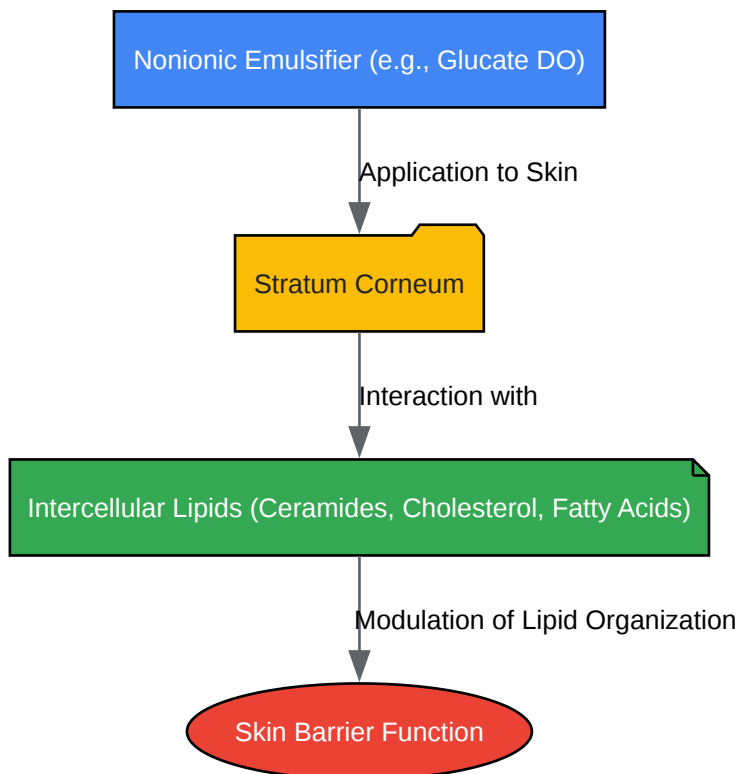 Nonionic Emulsifier (e.g., Glucate DO)
Application to Skin
Stratum Corneum
Interaction with
Intercellular Lipids (Ceramides, Cholesterol, Fatty Acids)
Modulation of Lipid Organization
Skin Barrier Function